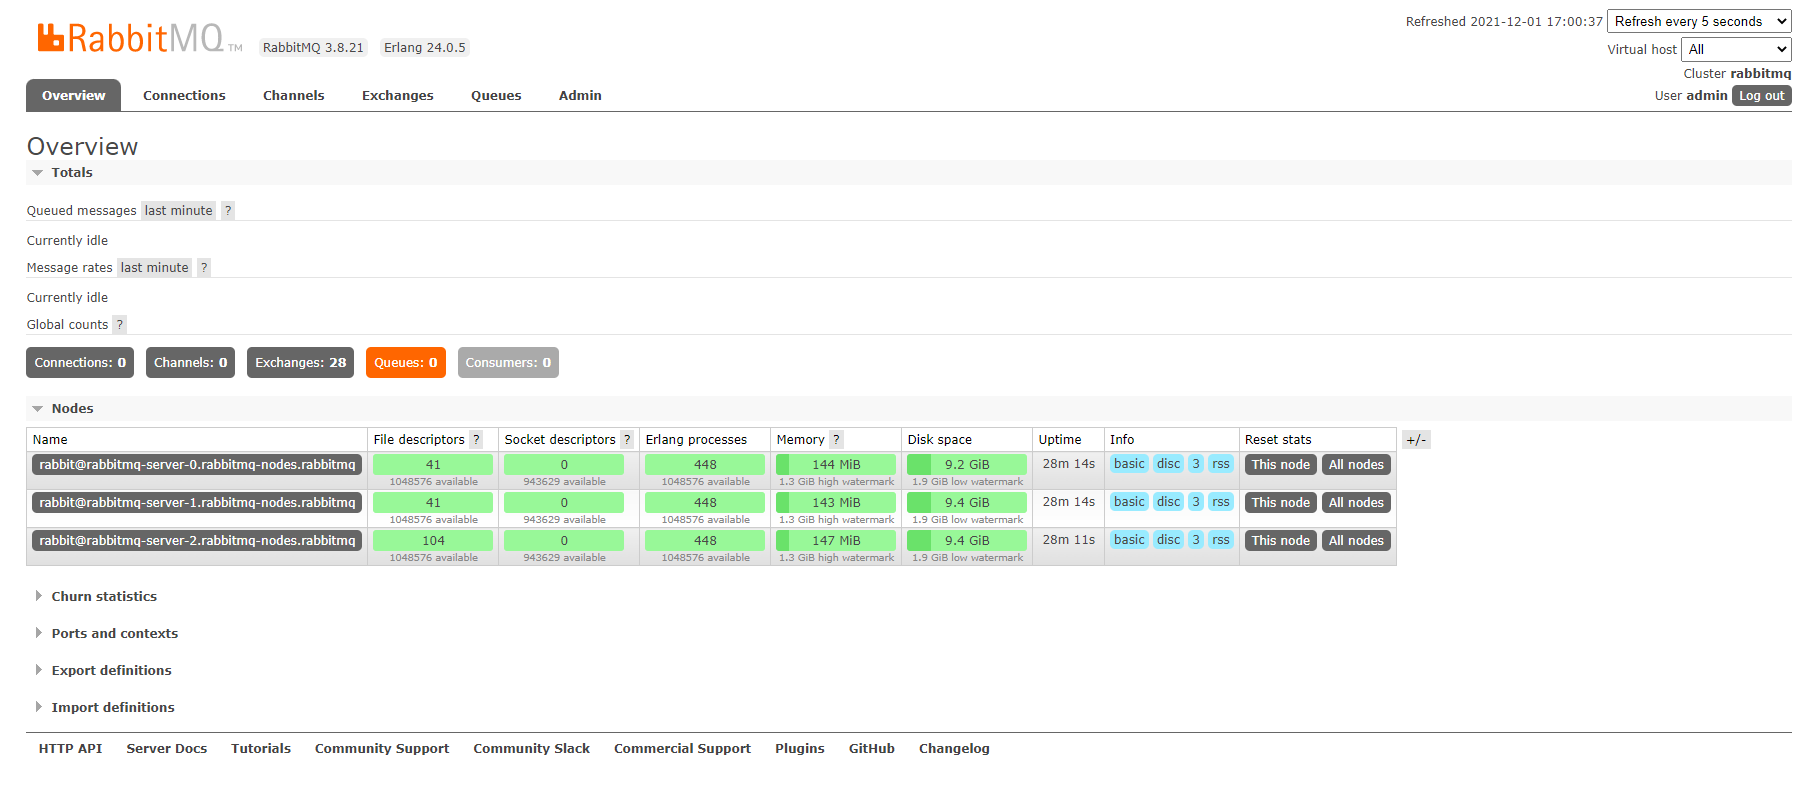 RabbitMQ TM RabbitMQ 3.8.21 Erlang 24.0.5
Refreshed 2021-12-01 17:00:37 Refresh every 5 seconds
Virtual host All
Cluster rabbitmq
User admin Log out
Overview Connections Channels Exchanges Queues Admin
Overview
Totals
Queued messages last minute ?
Currently idle
Message rates last minute ?
Currently idle
Global counts ?
Connections: 0 Channels: 0 Exchanges: 28 Queues: 0 Consumers: 0
Nodes
Name File descriptors ? Socket descriptors ? Erlang processes Memory ? Disk space Uptime Info Reset stats +/-
rabbit@rabbitmq-server-0.rabbitmq-nodes.rabbitmq 41 0 448 144 MiB 9.2 GiB 28m 14s basic disc 3 rss This node All nodes
1048576 available 943629 available 1048576 available 1.3 GiB high watermark 1.9 GiB low watermark
rabbit@rabbitmq-server-1.rabbitmq-nodes.rabbitmq 41 0 448 143 MiB 9.4 GiB 28m 14s basic disc 3 rss This node All nodes
1048576 available 943629 available 1048576 available 1.3 GiB high watermark 1.9 GiB low watermark
rabbit@rabbitmq-server-2.rabbitmq-nodes.rabbitmq 104 0 448 147 MiB 9.4 GiB 28m 11s basic disc 3 rss This node All nodes
1048576 available 943629 available 1048576 available 1.3 GiB high watermark 1.9 GiB low watermark
Churn statistics
Ports and contexts
Export definitions
Import definitions
HTTP API Server Docs Tutorials Community Support Community Slack Commercial Support Plugins GitHub Changelog